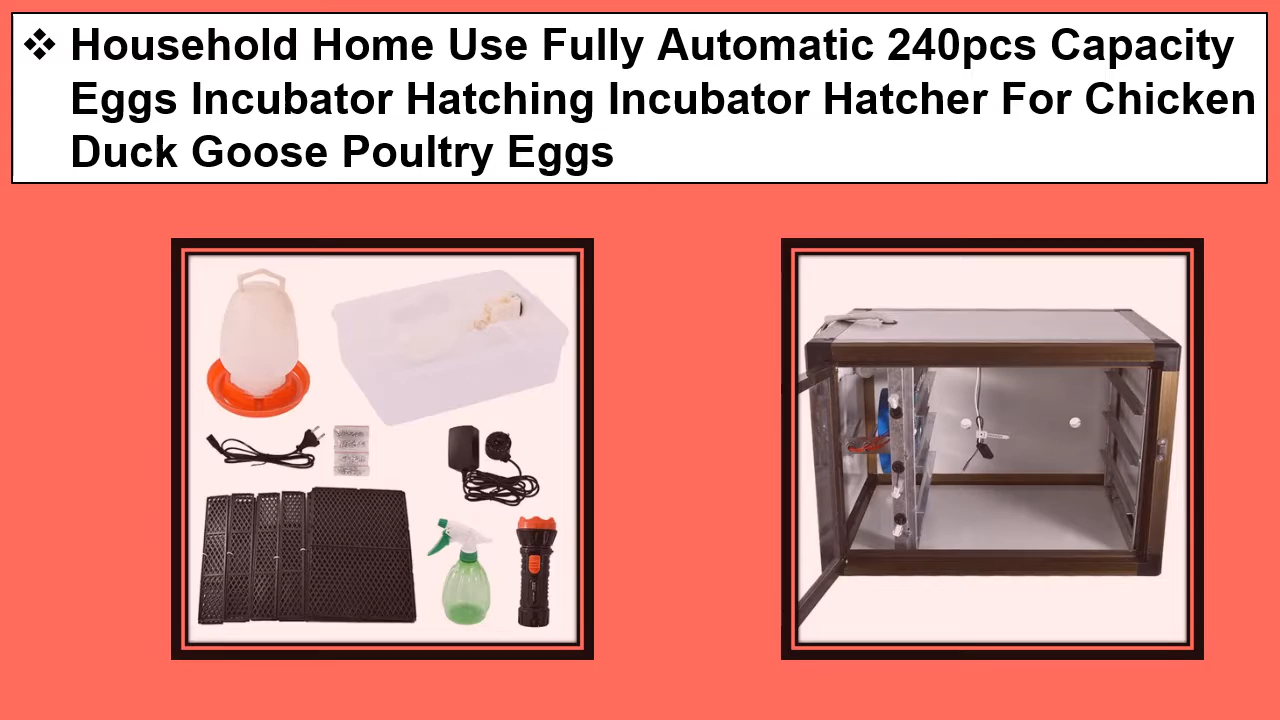 ❖ Household Home Use Fully Automatic 240pcs Capacity
Eggs Incubator Hatching Incubator Hatcher For Chicken
Duck Goose Poultry Eggs